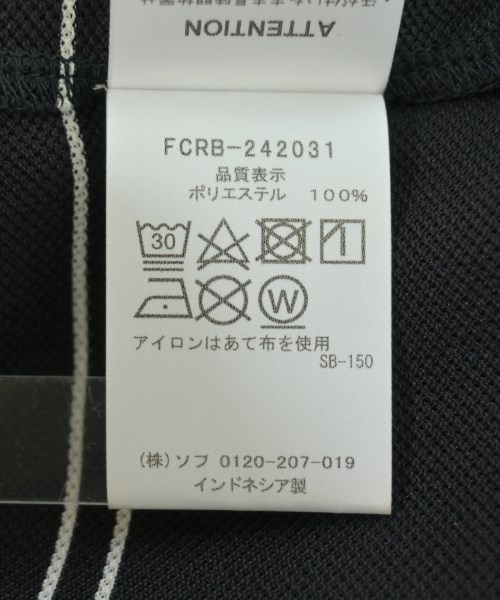 ATTENTION
FCRB-242031
品質表示
ポリエステル 100%
30
W
アイロンはあて布を使用
SB-150
(株)ソフ 0120-207-019
インドネシア製